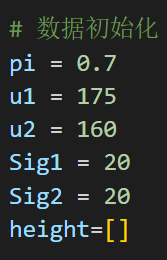 # 数据初始化
pi = 0.7
u1 = 175
u2 = 160
Sig1 = 20
Sig2 = 20
height=[]